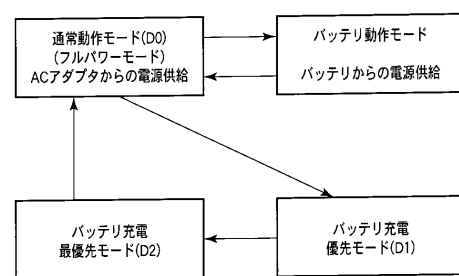 通常動作モード(D0)
(フルパワーモード)
ACアダプタからの電源供給
バッテリ動作モード
バッテリからの電源供給
バッテリ充電
最優先モード(D2)
バッテリ充電
優先モード(D1)